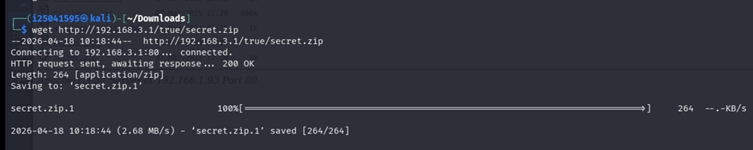 ┌──(i25041595㉿kali)-[~/Downloads]
└─$ wget http://192.168.3.1/true/secret.zip
--2026-04-18 10:18:44--  http://192.168.3.1/true/secret.zip
Connecting to 192.168.3.1:80... connected.
HTTP request sent, awaiting response... 200 OK
Length: 264 [application/zip]
Saving to: ‘secret.zip.1’
secret.zip.1 100%[===================================================>] 264 --.-KB/s
2026-04-18 10:18:44 (2.68 MB/s) - ‘secret.zip.1’ saved [264/264]